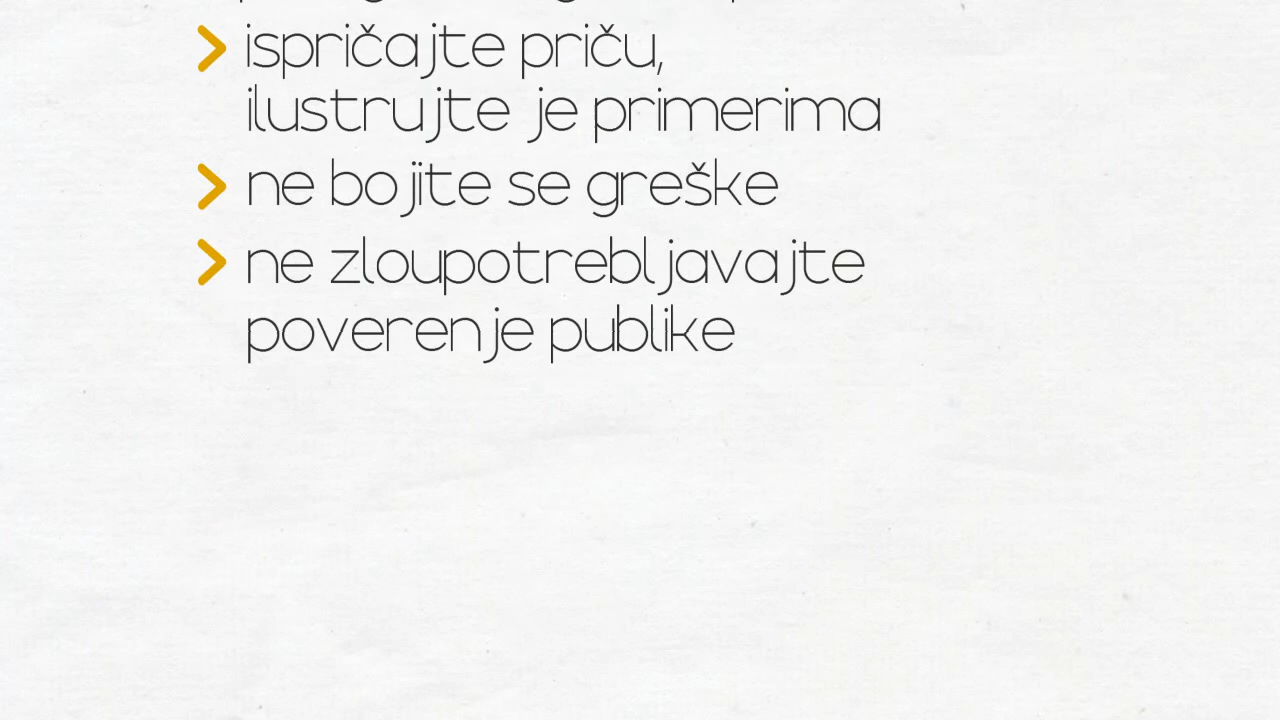 ispričajte priču,
ilustrujte je primerima
ne bojite se greške
ne zloupotrebljavajte
poverenje publike